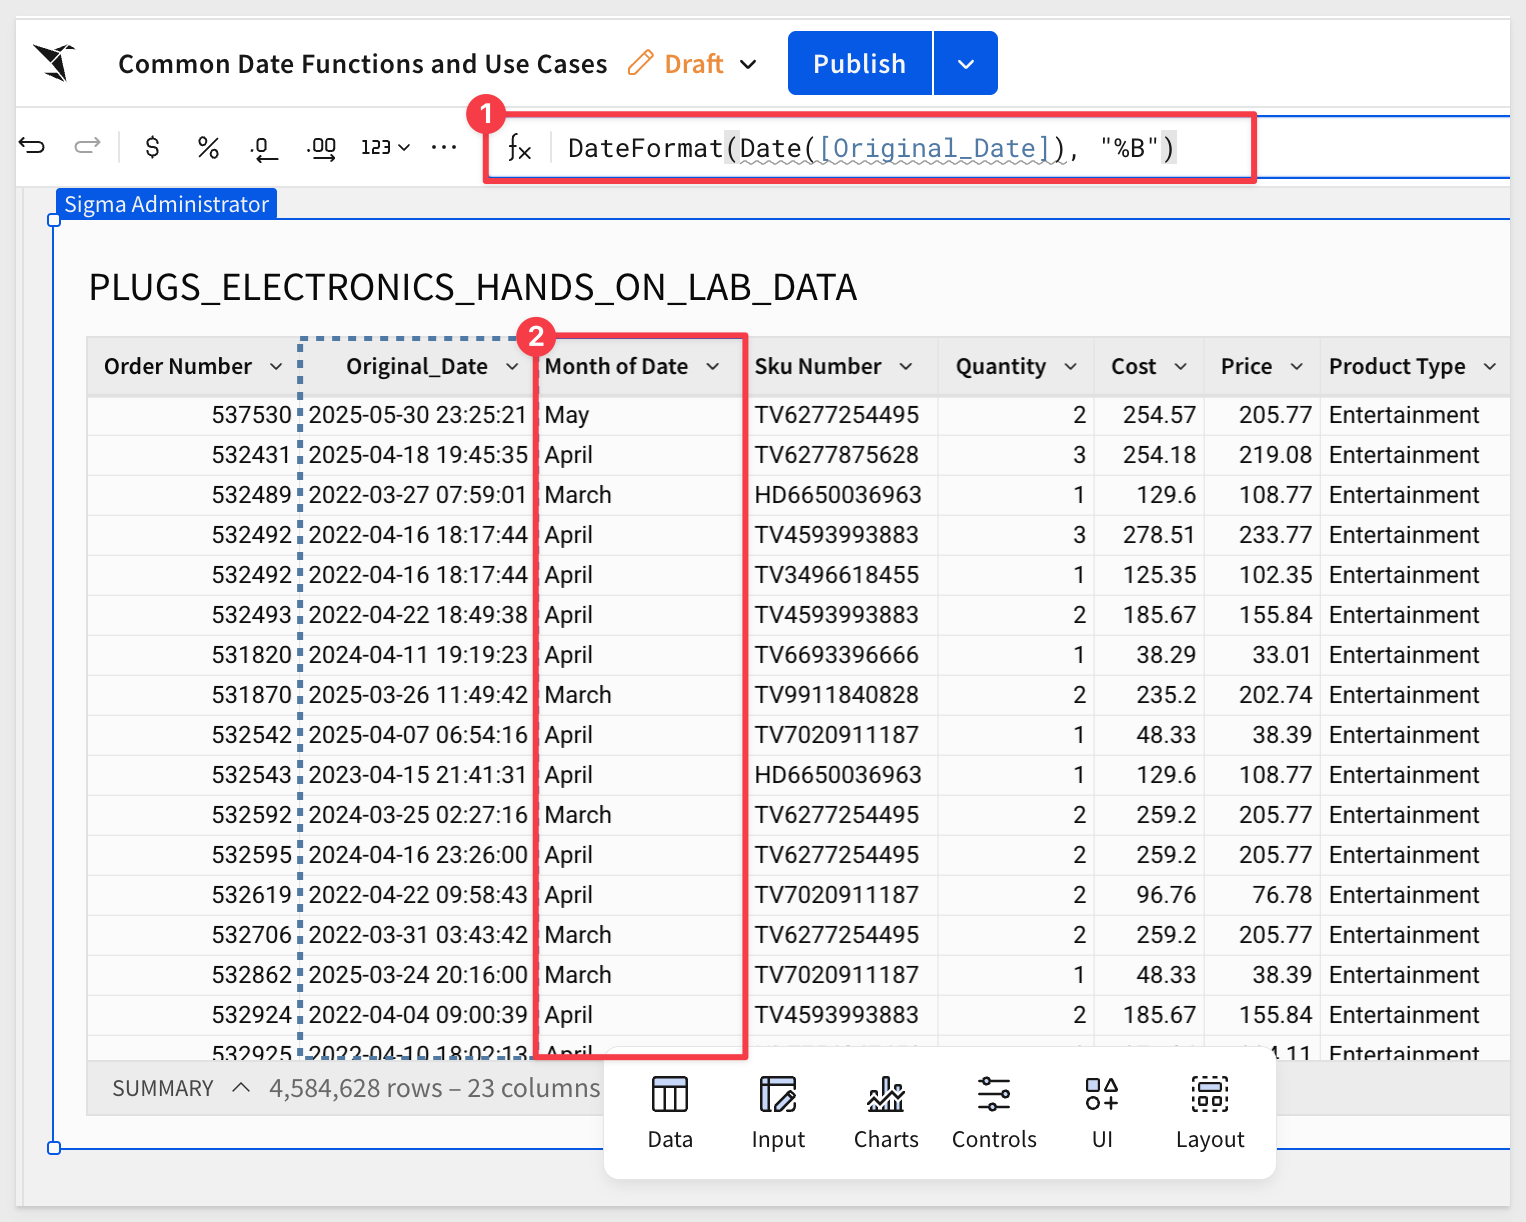 Common Date Functions and Use Cases Draft Publish
1
$ % .0 .00 123 ...
fx DateFormat(Date([Original_Date]), "%B")
Sigma Administrator
PLUGS_ELECTRONICS_HANDS_ON_LAB_DATA
2
Order Number Original_Date Month of Date Sku Number Quantity Cost Price Product Type
537530 2025-05-30 23:25:21 May TV6277254495 2 254.57 205.77 Entertainment
532431 2025-04-18 19:45:35 April TV6277875628 3 254.18 219.08 Entertainment
532489 2022-03-27 07:59:01 March HD6650036963 1 129.6 108.77 Entertainment
532492 2022-04-16 18:17:44 April TV4593993883 3 278.51 233.77 Entertainment
532492 2022-04-16 18:17:44 April TV3496618455 1 125.35 102.35 Entertainment
532493 2022-04-22 18:49:38 April TV4593993883 2 185.67 155.84 Entertainment
531820 2024-04-11 19:19:23 April TV6693396666 1 38.29 33.01 Entertainment
531870 2025-03-26 11:49:42 March TV9911840828 2 235.2 202.74 Entertainment
532542 2025-04-07 06:54:16 April TV7020911187 1 48.33 38.39 Entertainment
532543 2023-04-15 21:41:31 April HD6650036963 1 129.6 108.77 Entertainment
532592 2024-03-25 02:27:16 March TV6277254495 2 259.2 205.77 Entertainment
532595 2024-04-16 23:26:00 April TV6277254495 2 259.2 205.77 Entertainment
532619 2022-04-22 09:58:43 April TV7020911187 2 96.76 76.78 Entertainment
532706 2022-03-31 03:43:42 March TV6277254495 2 259.2 205.77 Entertainment
532862 2025-03-24 20:16:00 March TV7020911187 1 48.33 38.39 Entertainment
532924 2022-04-04 09:00:39 April TV4593993883 2 185.67 155.84 Entertainment
532925 2022-04-10 18:02:13 April Entertainment
SUMMARY 4,584,628 rows – 23 columns
Data Input Charts Controls UI Layout